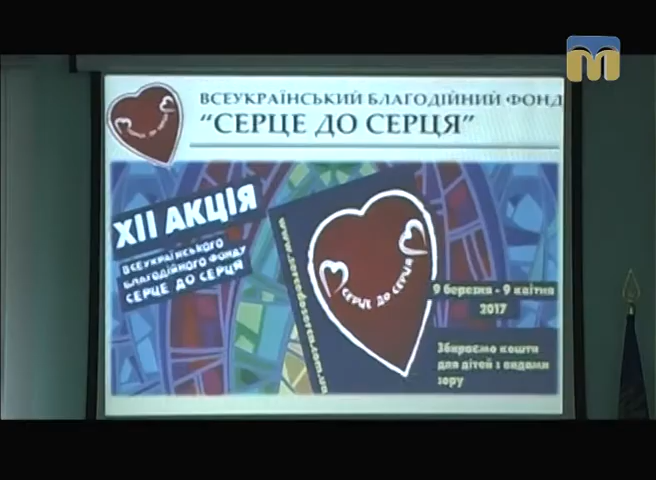 ВСЕУКРАЇНСЬКИЙ БЛАГОДІЙНИЙ ФОНД
"СЕРЦЕ ДО СЕРЦЯ"
XII АКЦІЯ
ВСЕУКРАЇНСЬКОГО
БЛАГОДІЙНОГО ФОНДУ
СЕРЦЕ ДО СЕРЦЯ
СЕРЦЕ ДО СЕРЦЯ
9 березня - 9 квітня
2017
Збираємо кошти
для дітей з вадами
зору